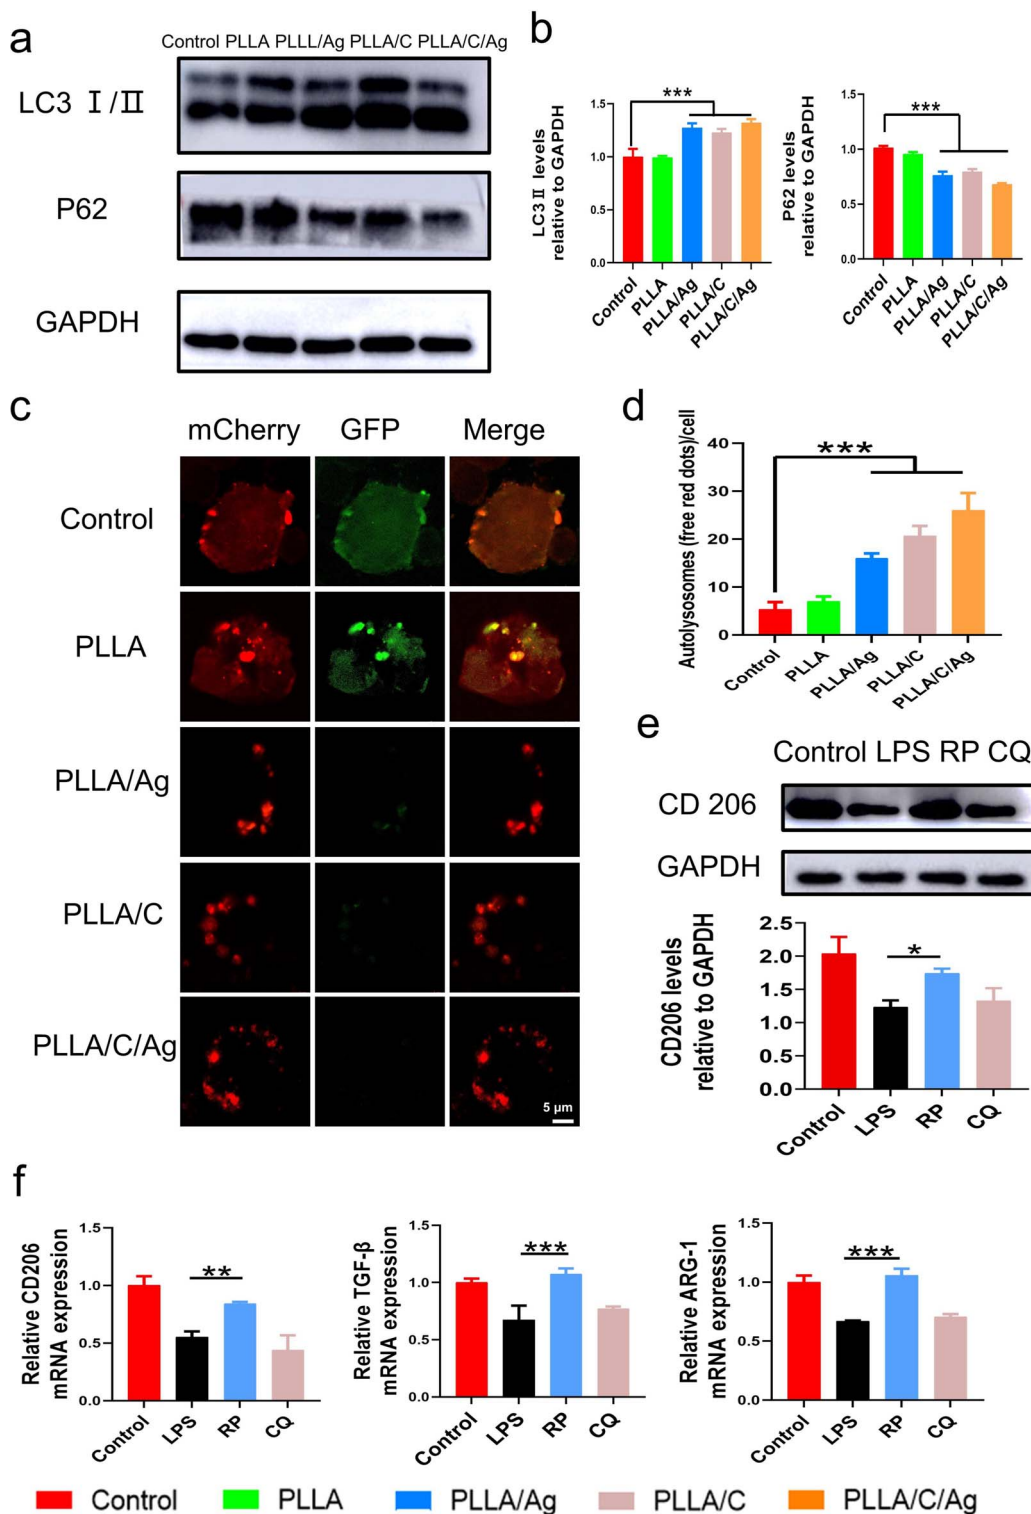 a
Control PLLA PLLL/Ag PLLA/C PLLA/C/Ag
LC3 Ⅰ/Ⅱ
P62
GAPDH
b
LC3Ⅱ levels
relative to GAPDH
1.5
1.0
0.5
0.0
***
Control
PLLA
PLLA/Ag
PLLA/C
PLLA/C/Ag
P62 levels
relative to GAPDH
1.5
1.0
0.5
0.0
***
Control
PLLA
PLLA/Ag
PLLA/C
PLLA/C/Ag
c
mCherry GFP Merge
Control
PLLA
PLLA/Ag
PLLA/C
PLLA/C/Ag
5 μm
d
Autolysosomes (free red dots)/cell
40
30
20
10
0
***
Control
PLLA
PLLA/Ag
PLLA/C
PLLA/C/Ag
e
Control LPS RP CQ
CD 206
GAPDH
CD206 levels
relative to GAPDH
2.5
2.0
1.5
1.0
0.5
0.0
*
Control
LPS
RP
CQ
f
Relative CD206
mRNA expression
1.5
1.0
0.5
0.0
**
Control
LPS
RP
CQ
Relative TGF-β
mRNA expression
1.5
1.0
0.5
0.0
***
Control
LPS
RP
CQ
Relative ARG-1
mRNA expression
1.5
1.0
0.5
0.0
***
Control
LPS
RP
CQ
Control PLLA PLLA/Ag PLLA/C PLLA/C/Ag